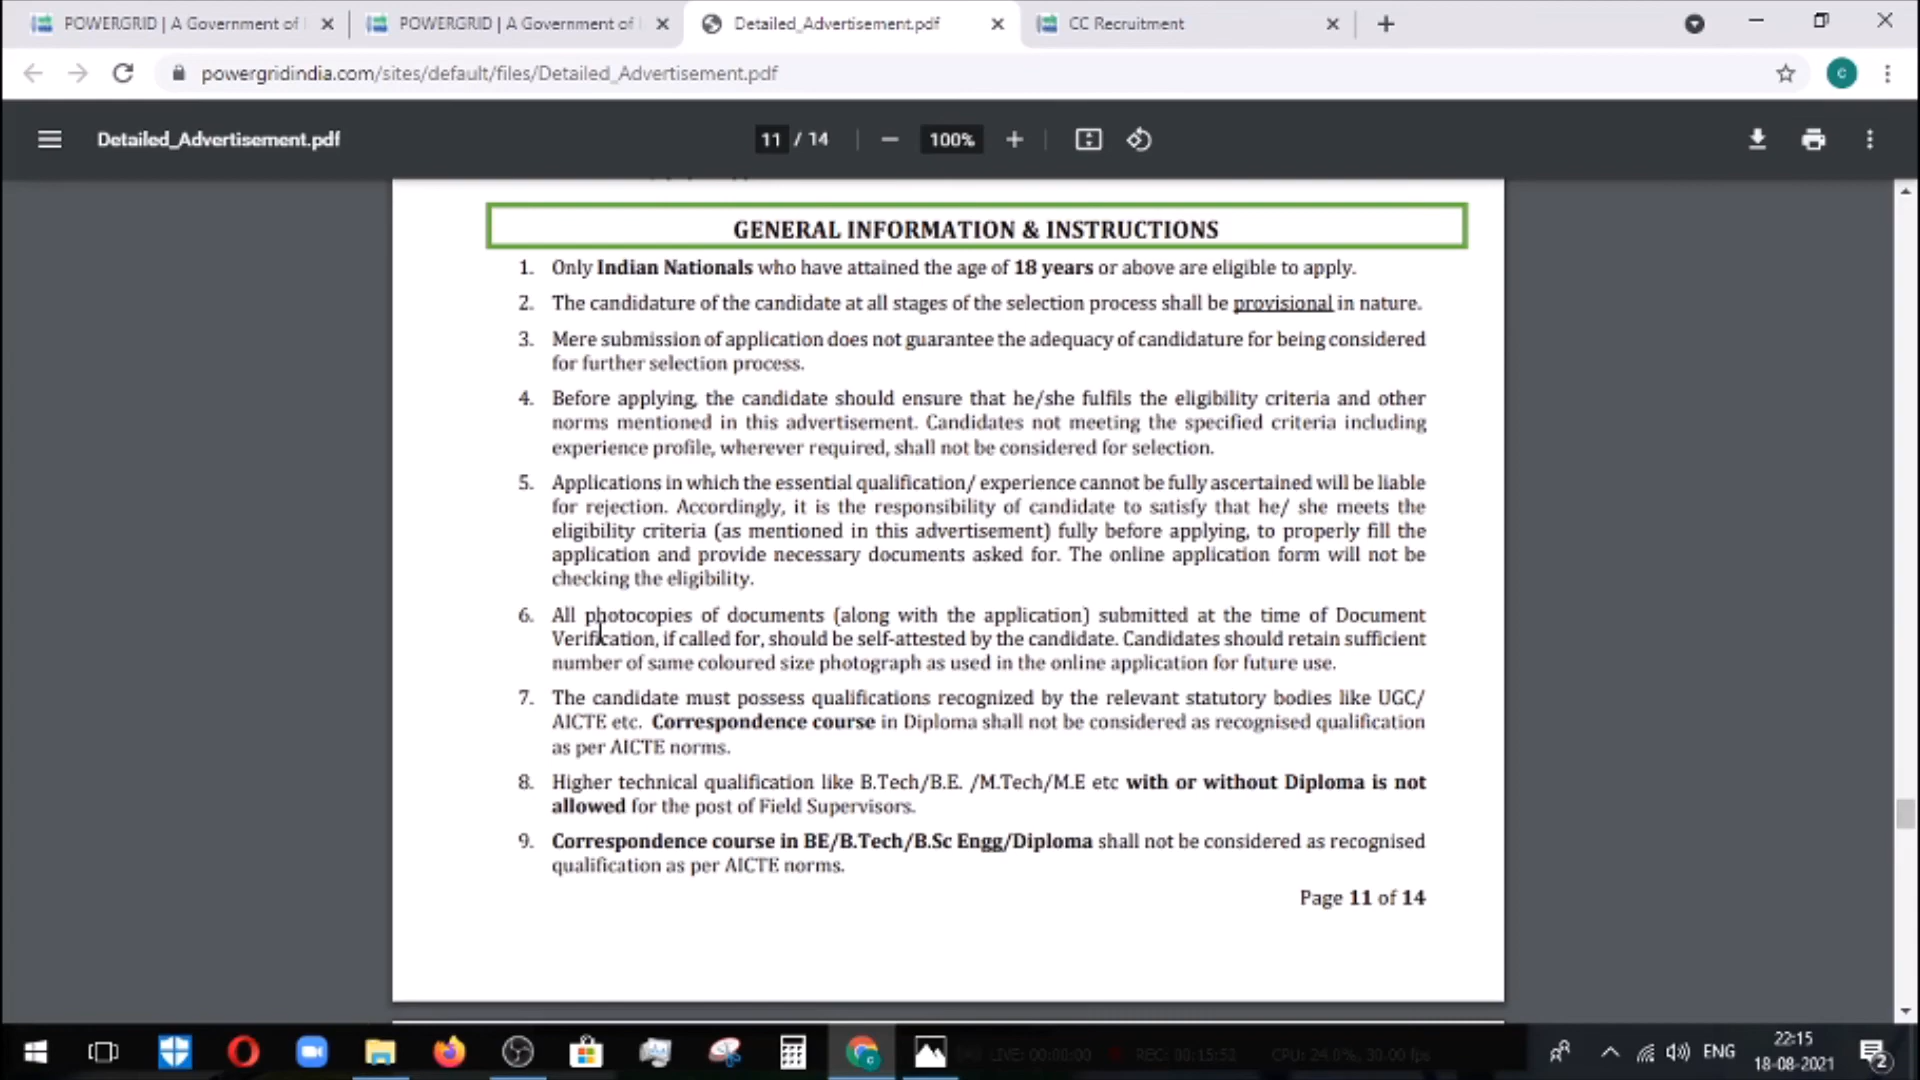 POWERGRID | A Government of
POWERGRID | A Government of
Detailed_Advertisement.pdf
CC Recruitment
powergridindia.com/sites/default/files/Detailed_Advertisement.pdf
C
Detailed_Advertisement.pdf
11 / 14
100%
GENERAL INFORMATION & INSTRUCTIONS
1. Only Indian Nationals who have attained the age of 18 years or above are eligible to apply.
2. The candidature of the candidate at all stages of the selection process shall be provisional in nature.
3. Mere submission of application does not guarantee the adequacy of candidature for being considered
for further selection process.
4. Before applying, the candidate should ensure that he/she fulfils the eligibility criteria and other
norms mentioned in this advertisement. Candidates not meeting the specified criteria including
experience profile, wherever required, shall not be considered for selection.
5. Applications in which the essential qualification/ experience cannot be fully ascertained will be liable
for rejection. Accordingly, it is the responsibility of candidate to satisfy that he/ she meets the
eligibility criteria (as mentioned in this advertisement) fully before applying, to properly fill the
application and provide necessary documents asked for. The online application form will not be
checking the eligibility.
6. All photocopies of documents (along with the application) submitted at the time of Document
Verification, if called for, should be self-attested by the candidate. Candidates should retain sufficient
number of same coloured size photograph as used in the online application for future use.
7. The candidate must possess qualifications recognized by the relevant statutory bodies like UGC/
AICTE etc. Correspondence course in Diploma shall not be considered as recognised qualification
as per AICTE norms.
8. Higher technical qualification like B.Tech/B.E. /M.Tech/M.E etc with or without Diploma is not
allowed for the post of Field Supervisors.
9. Correspondence course in BE/B.Tech/B.Sc Engg/Diploma shall not be considered as recognised
qualification as per AICTE norms.
Page 11 of 14
LIVE: 00:00:00 REC: 00:15:52 CPU: 24.0%, 30.00 fps
ENG
22:15
18-08-2021
2